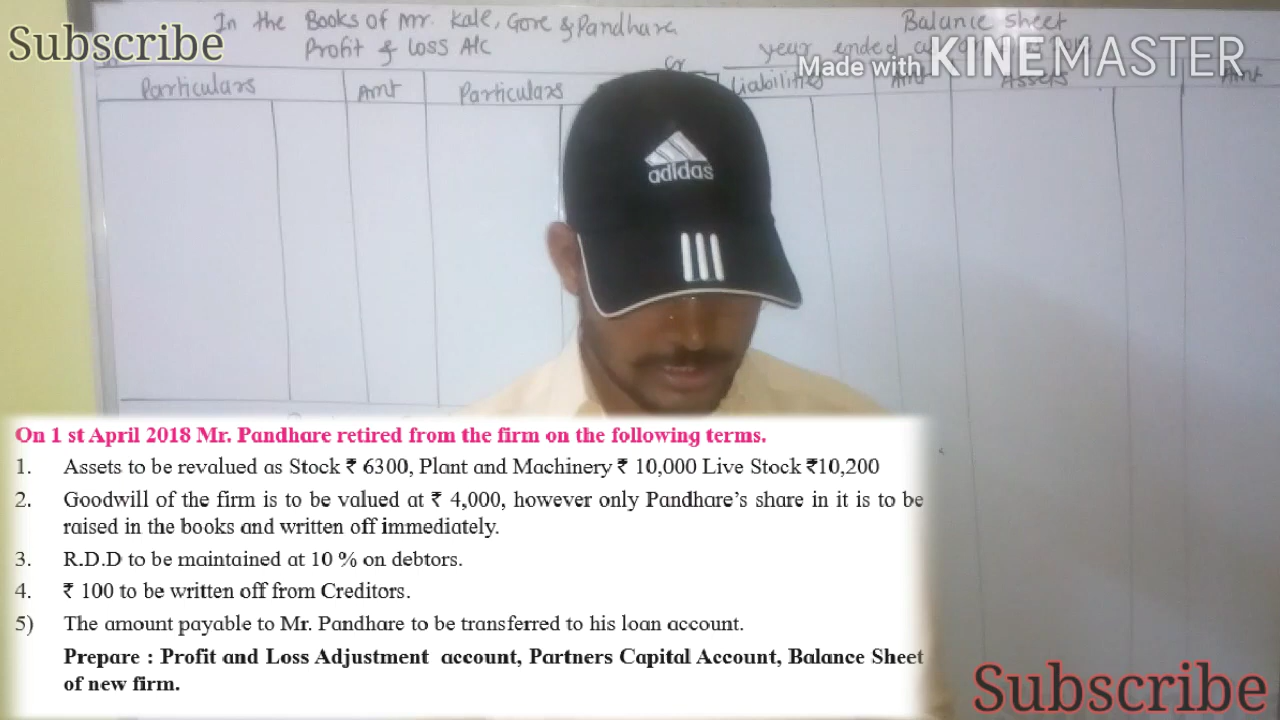 In the Books of Mr. Kale, Gore & Pandhare
Profit & Loss A/c
Balance sheet
year ended
Subscribe
Made with KINEMASTER
Cr
Particulars Amt Particulars
Liabilities Amt Assets Amt
adidas
On 1 st April 2018 Mr. Pandhare retired from the firm on the following terms.
1. Assets to be revalued as Stock ₹ 6300, Plant and Machinery ₹ 10,000 Live Stock ₹10,200
2. Goodwill of the firm is to be valued at ₹ 4,000, however only Pandhare’s share in it is to be
raised in the books and written off immediately.
3. R.D.D to be maintained at 10 % on debtors.
4. ₹ 100 to be written off from Creditors.
5) The amount payable to Mr. Pandhare to be transferred to his loan account.
Prepare : Profit and Loss Adjustment account, Partners Capital Account, Balance Sheet
of new firm.
Subscribe